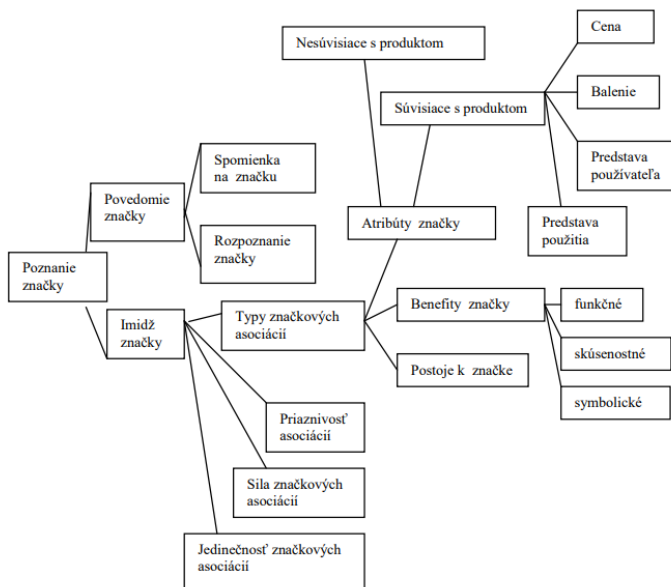 Cena
Nesúvisiace s produktom
Balenie
Súvisiace s produktom
Spomienka
na značku
Predstava
používateľa
Povedomie
značky
Atribúty značky
Predstava
použitia
Rozpoznanie
značky
Poznanie
značky
Imidž
značky
Typy značkových
asociácií
Benefity značky
funkčné
skúsenostné
Postoje k značke
symbolické
Priaznivosť
asociácií
Sila značkových
asociácií
Jedinečnosť značkových
asociácií